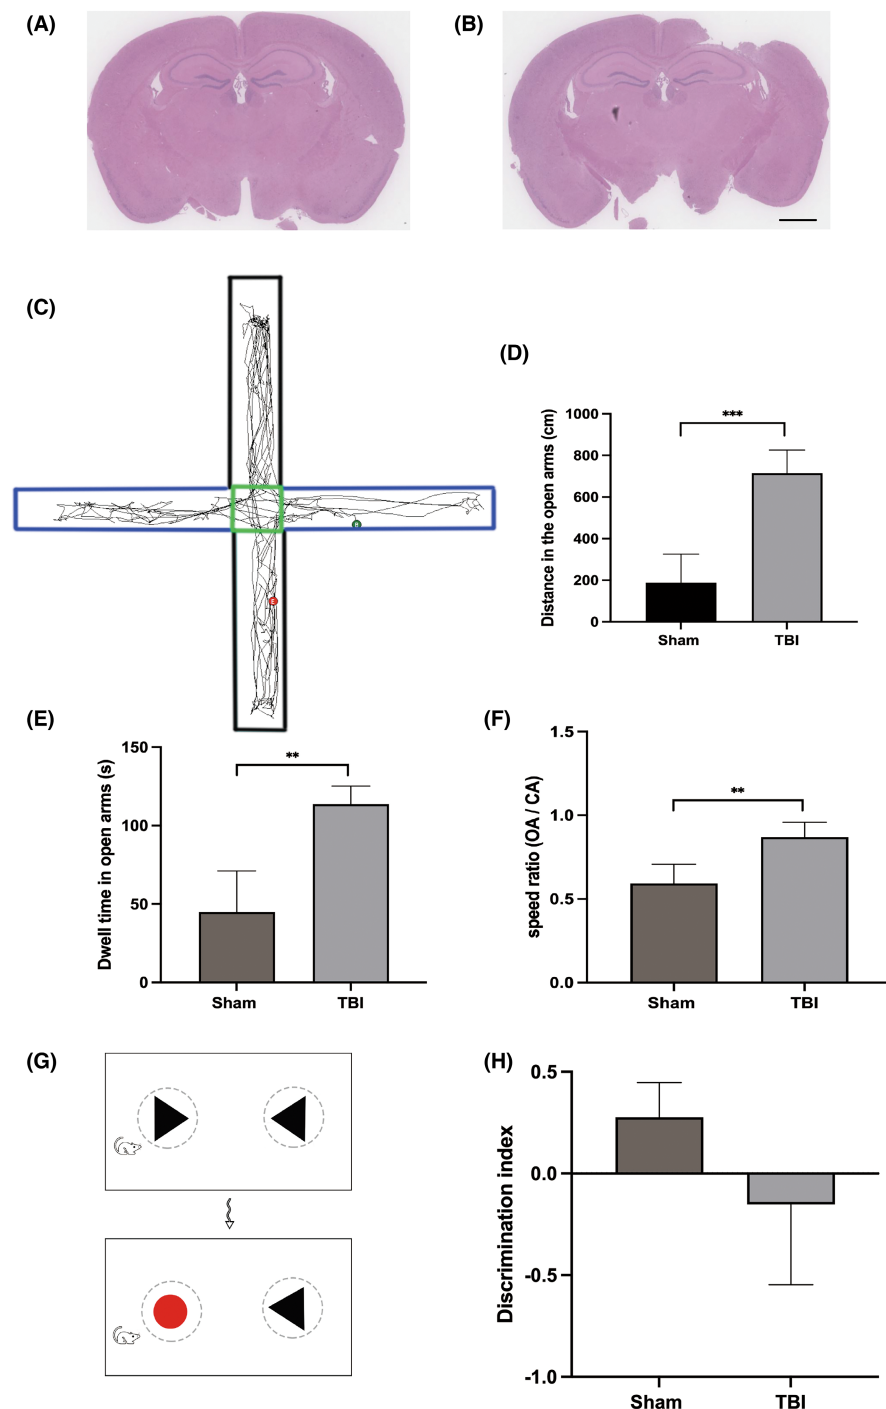 (A)
(B)
(C)
(D)
Distance in the open arms (cm)
1000
800
600
400
200
0
***
Sham
TBI
(E)
Dwell time in open arms (s)
150
100
50
0
**
Sham
TBI
(F)
speed ratio (OA / CA)
1.5
1.0
0.5
0.0
**
Sham
TBI
(G)
(H)
Discrimination index
0.5
0.0
-0.5
-1.0
Sham
TBI